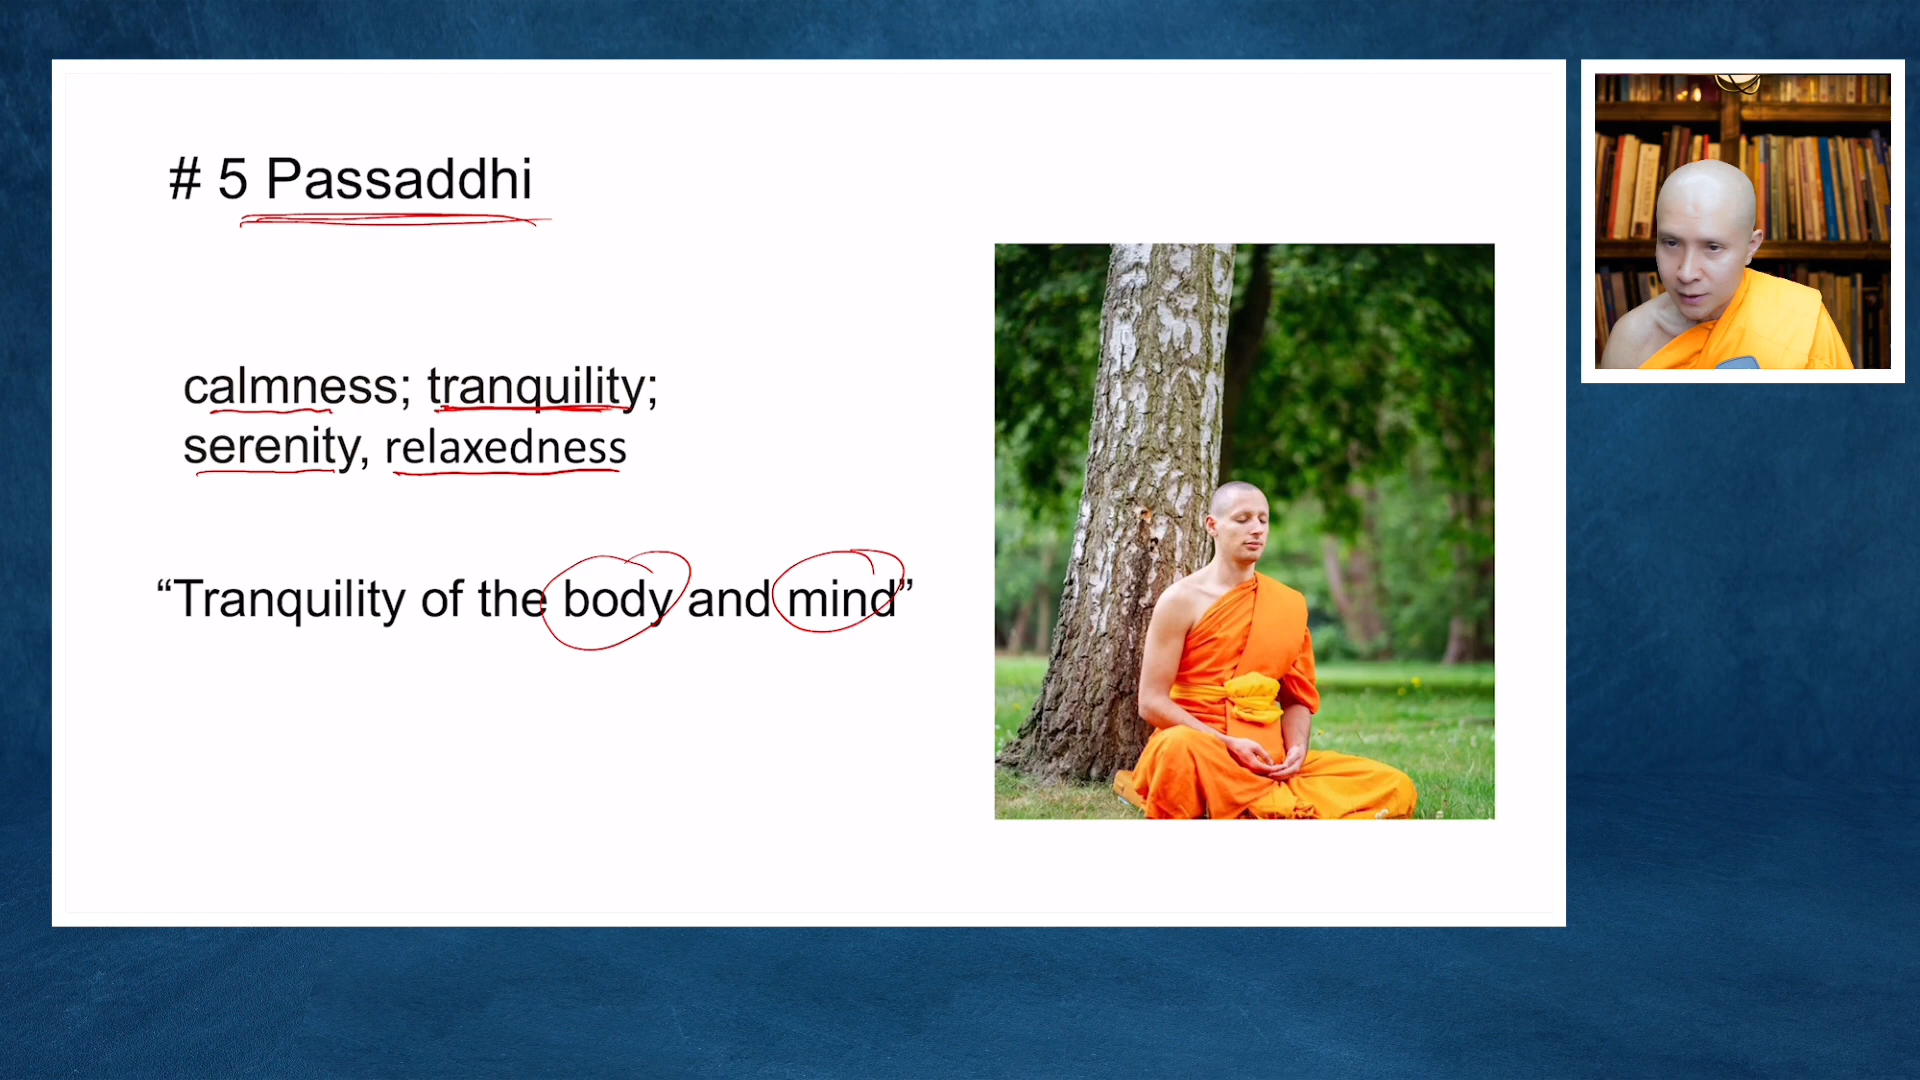 # 5 Passaddhi
calmness; tranquility;
serenity, relaxedness
“Tranquility of the body and mind”